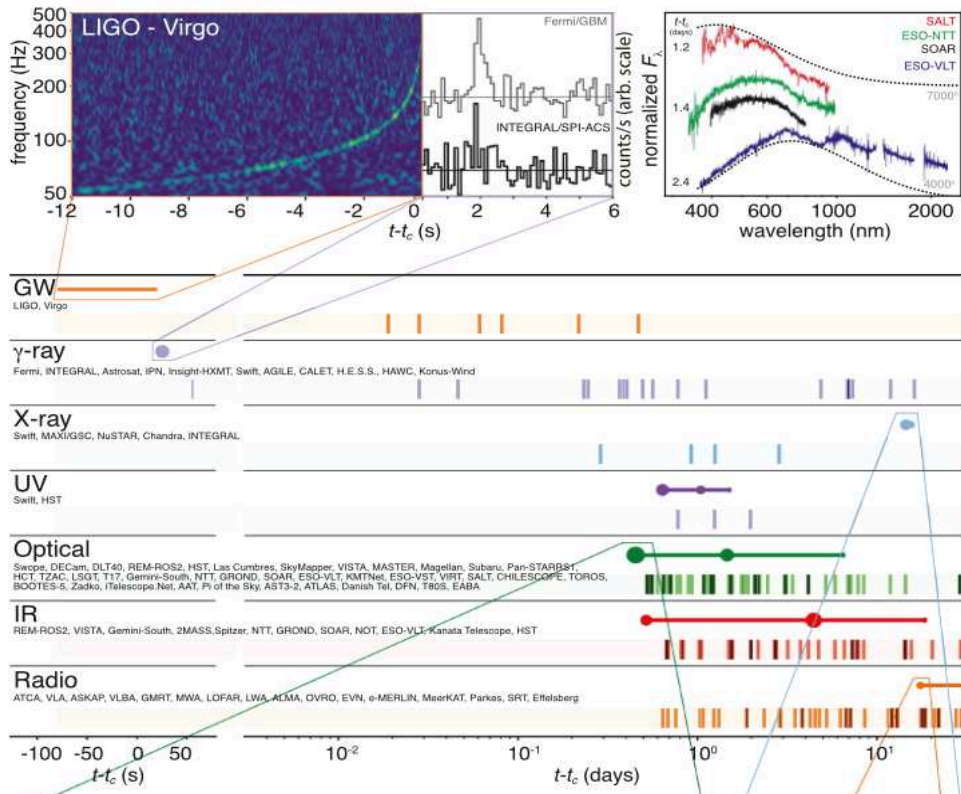 LIGO - Virgo
frequency (Hz)
500
400
300
200
100
50
-12 -10 -8 -6 -4 -2 0 2 4 6
t-tc (s)
Fermi/GBM
INTEGRAL/SPI-ACS
counts/s (arb. scale)
normalized Fλ
t-tc
(days)
1.2
1.4
2.4
SALT
ESO-NTT
SOAR
ESO-VLT
7000°
4000°
400 600 1000 2000
wavelength (nm)
GW
LIGO, Virgo
γ-ray
Fermi, INTEGRAL, Astrosat, IPN, Insight-HXMT, Swift, AGILE, CALET, H.E.S.S., HAWC, Konus-Wind
X-ray
Swift, MAXI/GSC, NuSTAR, Chandra, INTEGRAL
UV
Swift, HST
Optical
Swope, DECam, DLT40, REM-ROS2, HST, Las Cumbres, SkyMapper, VISTA, MASTER, Magellan, Subaru, Pan-STARRS1,
HCT, TZAC, LSGT, T17, Gemini-South, NTT, GROND, SOAR, ESO-VLT, KMTNet, ESO-VST, VIRT, SALT, CHILESCOPE, TOROS,
BOOTES-5, Zadko, iTelescope.Net, AAT, Pi of the Sky, AST3-2, ATLAS, Danish Tel, DFN, T80S, EABA
IR
REM-ROS2, VISTA, Gemini-South, 2MASS,Spitzer, NTT, GROND, SOAR, NOT, ESO-VLT, Kanata Telescope, HST
Radio
ATCA, VLA, ASKAP, VLBA, GMRT, MWA, LOFAR, LWA, ALMA, OVRO, EVN, e-MERLIN, MeerKAT, Parkes, SRT, Effelsberg
-100 -50 0 50 10⁻² 10⁻¹ 10⁰ 10¹
t-tc (s) t-tc (days)